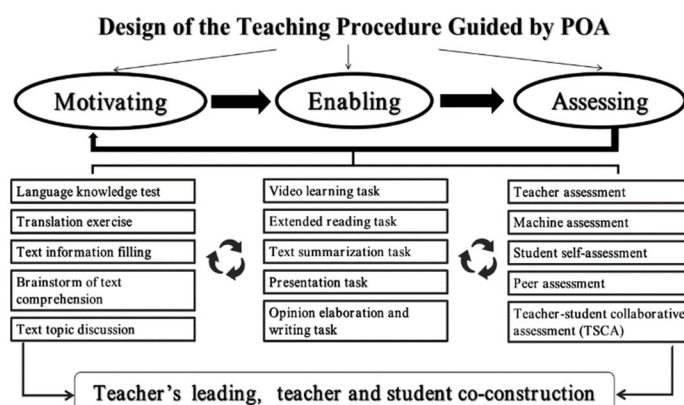 Design of the Teaching Procedure Guided by POA
Motivating
Enabling
Assessing
Language knowledge test
Translation exercise
Text information filling
Brainstorm of text
comprehension
Text topic discussion
Video learning task
Extended reading task
Text summarization task
Presentation task
Opinion elaboration and
writing task
Teacher assessment
Machine assessment
Student self-assessment
Peer assessment
Teacher-student collaborative
assessment (TSCA)
Teacher's leading, teacher and student co-construction